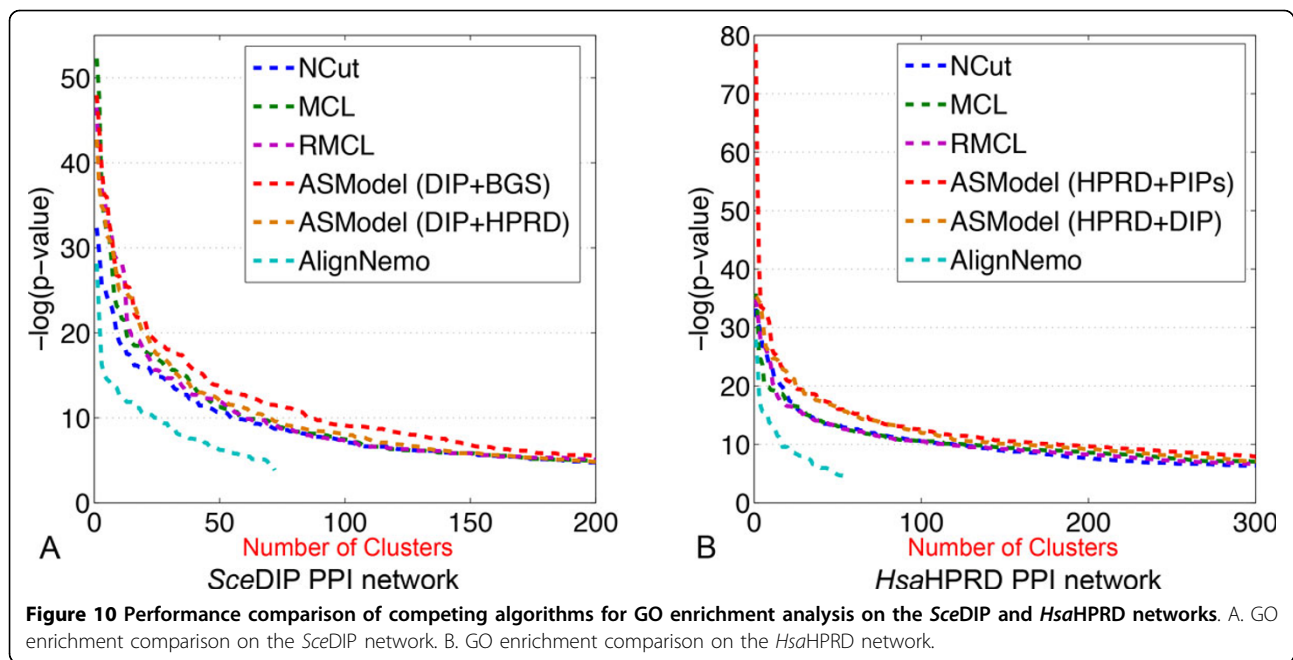 50
40
30
20
10
0
-log(p-value)
NCut
MCL
RMCL
ASModel (DIP+BGS)
ASModel (DIP+HPRD)
AlignNemo
0
50
100
150
200
A
Number of Clusters
SceDIP PPI network
80
70
60
50
40
30
20
10
0
-log(p-value)
NCut
MCL
RMCL
ASModel (HPRD+PIPs)
ASModel (HPRD+DIP)
AlignNemo
0
100
200
300
B
Number of Clusters
HsaHPRD PPI network
Figure 10 Performance comparison of competing algorithms for GO enrichment analysis on the SceDIP and HsaHPRD networks. A. GO
enrichment comparison on the SceDIP network. B. GO enrichment comparison on the HsaHPRD network.